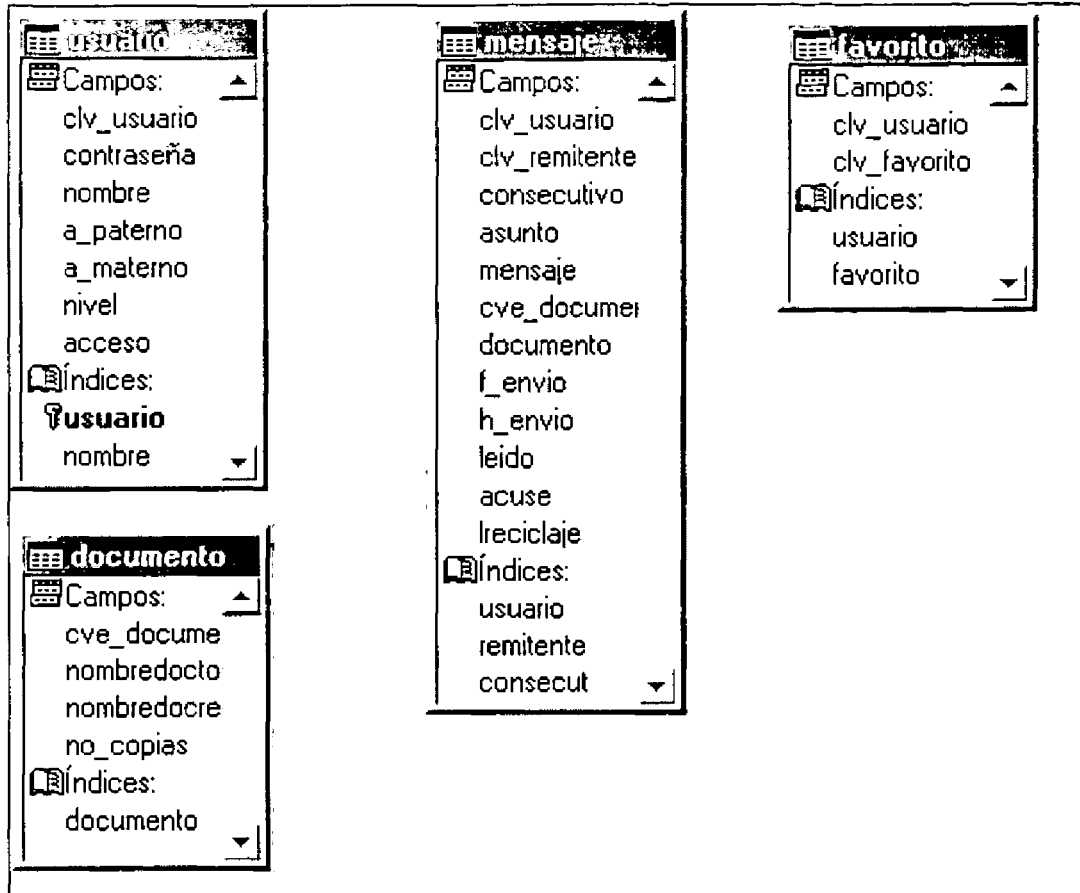 usuario
Campos:
clv_usuario
contraseña
nombre
a_paterno
a_materno
nivel
acceso
Índices:
usuario
nombre
documento
Campos:
cve_docume
nombredocto
nombredocre
no_copias
Índices:
documento
mensaje
Campos:
clv_usuario
clv_remitente
consecutivo
asunto
mensaje
cve_documei
documento
f_envio
h_envio
leido
acuse
lreciclaje
Índices:
usuario
remitente
consecut
favorito
Campos:
clv_usuario
clv_favorito
Índices:
usuario
favorito